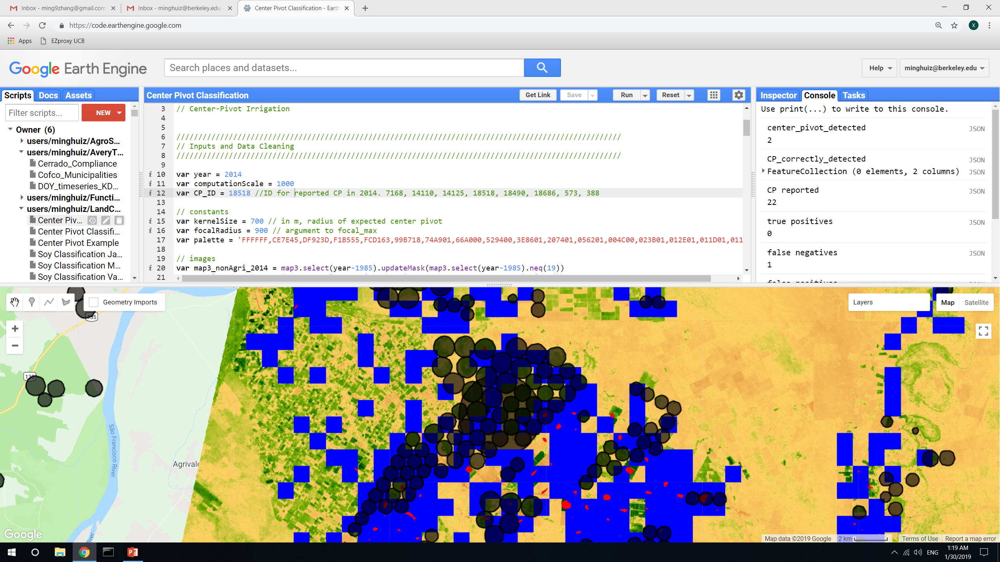 Inbox - ming9zhang@gmail.com
Inbox - minghuiz@berkeley.edu
Center Pivot Classification - Earth
https://code.earthengine.google.com
X
Apps
EZproxy UCB
Google Earth Engine
Search places and datasets...
Help
minghuiz@berkeley.edu
Scripts
Docs
Assets
Filter scripts...
NEW
Owner (6)
users/minghuiz/AgroS...
users/minghuiz/AveryT...
Cerrado_Compliance
Cofco_Municipalities
DOY_timeseries_KD...
users/minghuiz/Functi...
users/minghuiz/LandC...
Center Piv...
Center Pivot Classifi...
Center Pivot Example
Soy Classification Ja...
Soy Classification M...
Soy Classification Va...
Center Pivot Classification
Get Link
Save
Run
Reset
3 // Center-Pivot Irrigation
4
5
6 //////////////////////////////////////////////////////////////////////////////////////////////////////
7 // Inputs and Data Cleaning
8 //////////////////////////////////////////////////////////////////////////////////////////////////////
9
i 10 var year = 2014
i 11 var computationScale = 1000
i 12 var CP_ID = 18518 //ID for reported CP in 2014. 7168, 14110, 14125, 18518, 18490, 18686, 573, 388
13
14 // constants
i 15 var kernelSize = 700 // in m, radius of expected center pivot
i 16 var focalRadius = 900 // argument to focal_max
17 var palette = 'FFFFFF,CE7E45,DF923D,F1B555,FCD163,99B718,74A901,66A000,529400,3E8601,207401,056201,004C00,023B01,012E01,011D01,011
18
19 // images
i 20 var map3_nonAgri_2014 = map3.select(year-1985).updateMask(map3.select(year-1985).neq(19))
21
Inspector
Console
Tasks
Use print(...) to write to this console.
center_pivot_detected JSON
2
CP_correctly_detected JSON
FeatureCollection (0 elements, 2 columns) JSON
CP reported JSON
22
true positives JSON
0
false negatives JSON
1
false positives
Geometry Imports
Layers
Map
Satellite
135
135
São Francisco River
Agrivale
River
Google
Map data ©2019 Google
2 km
Terms of Use
Report a map error
ENG
1:19 AM
1/30/2019